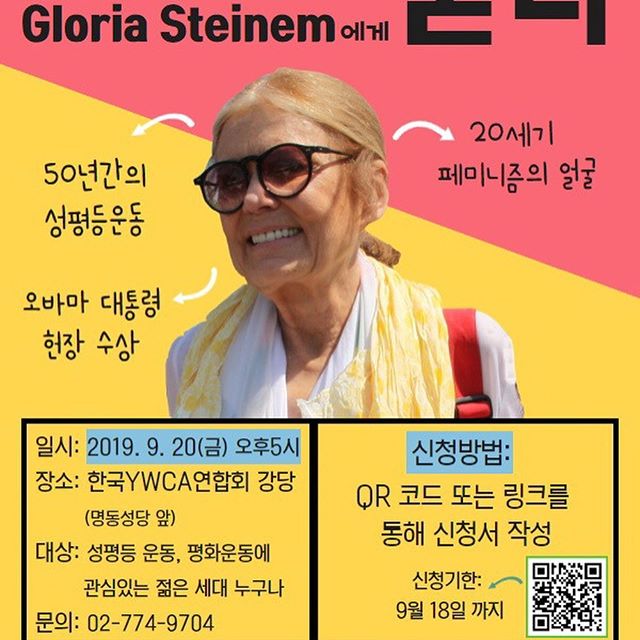 Gloria Steinem에게
50년간의
성평등운동
20세기
페미니즘의 얼굴
오바마 대통령
헌장 수상
일시: 2019. 9. 20(금) 오후5시
장소: 한국YWCA연합회 강당
(명동성당 앞)
대상: 성평등 운동, 평화운동에
관심있는 젊은 세대 누구나
문의: 02-774-9704
신청방법:
QR 코드 또는 링크를
통해 신청서 작성
신청기한:
9월 18일 까지